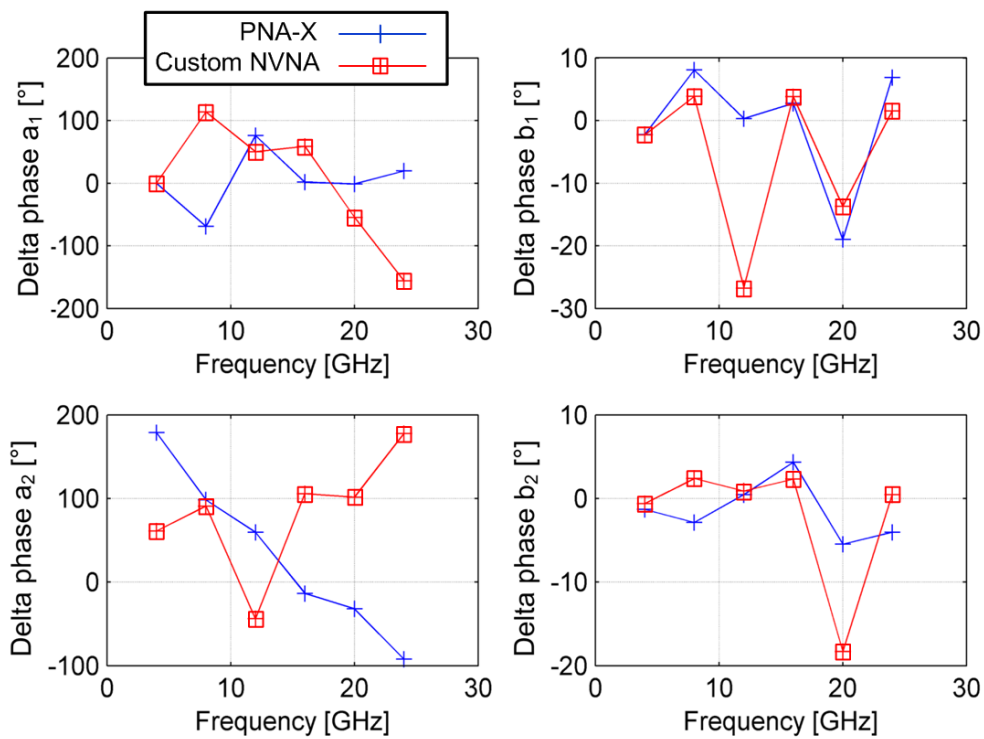 PNA-X
Custom NVNA
Delta phase a₁ [°]
200
100
0
-100
-200
0 10 20 30
Frequency [GHz]
Delta phase b₁ [°]
10
0
-10
-20
-30
0 10 20 30
Frequency [GHz]
Delta phase a₂ [°]
200
100
0
-100
0 10 20 30
Frequency [GHz]
Delta phase b₂ [°]
10
0
-10
-20
0 10 20 30
Frequency [GHz]